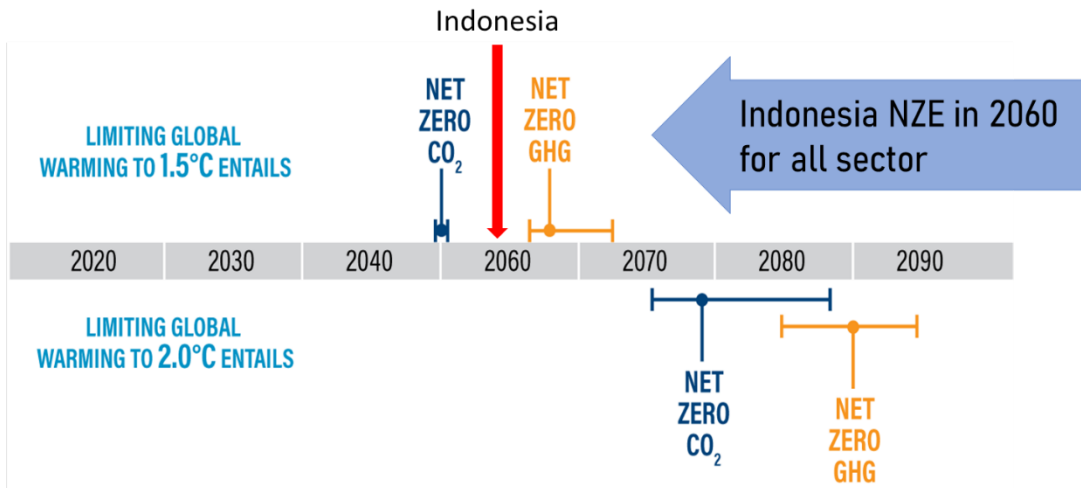 Indonesia
NET
ZERO
CO₂
NET
ZERO
GHG
Indonesia NZE in 2060
for all sector
LIMITING GLOBAL
WARMING TO 1.5°C ENTAILS
2020 2030 2040 2060 2070 2080 2090
LIMITING GLOBAL
WARMING TO 2.0°C ENTAILS
NET
ZERO
CO₂
NET
ZERO
GHG